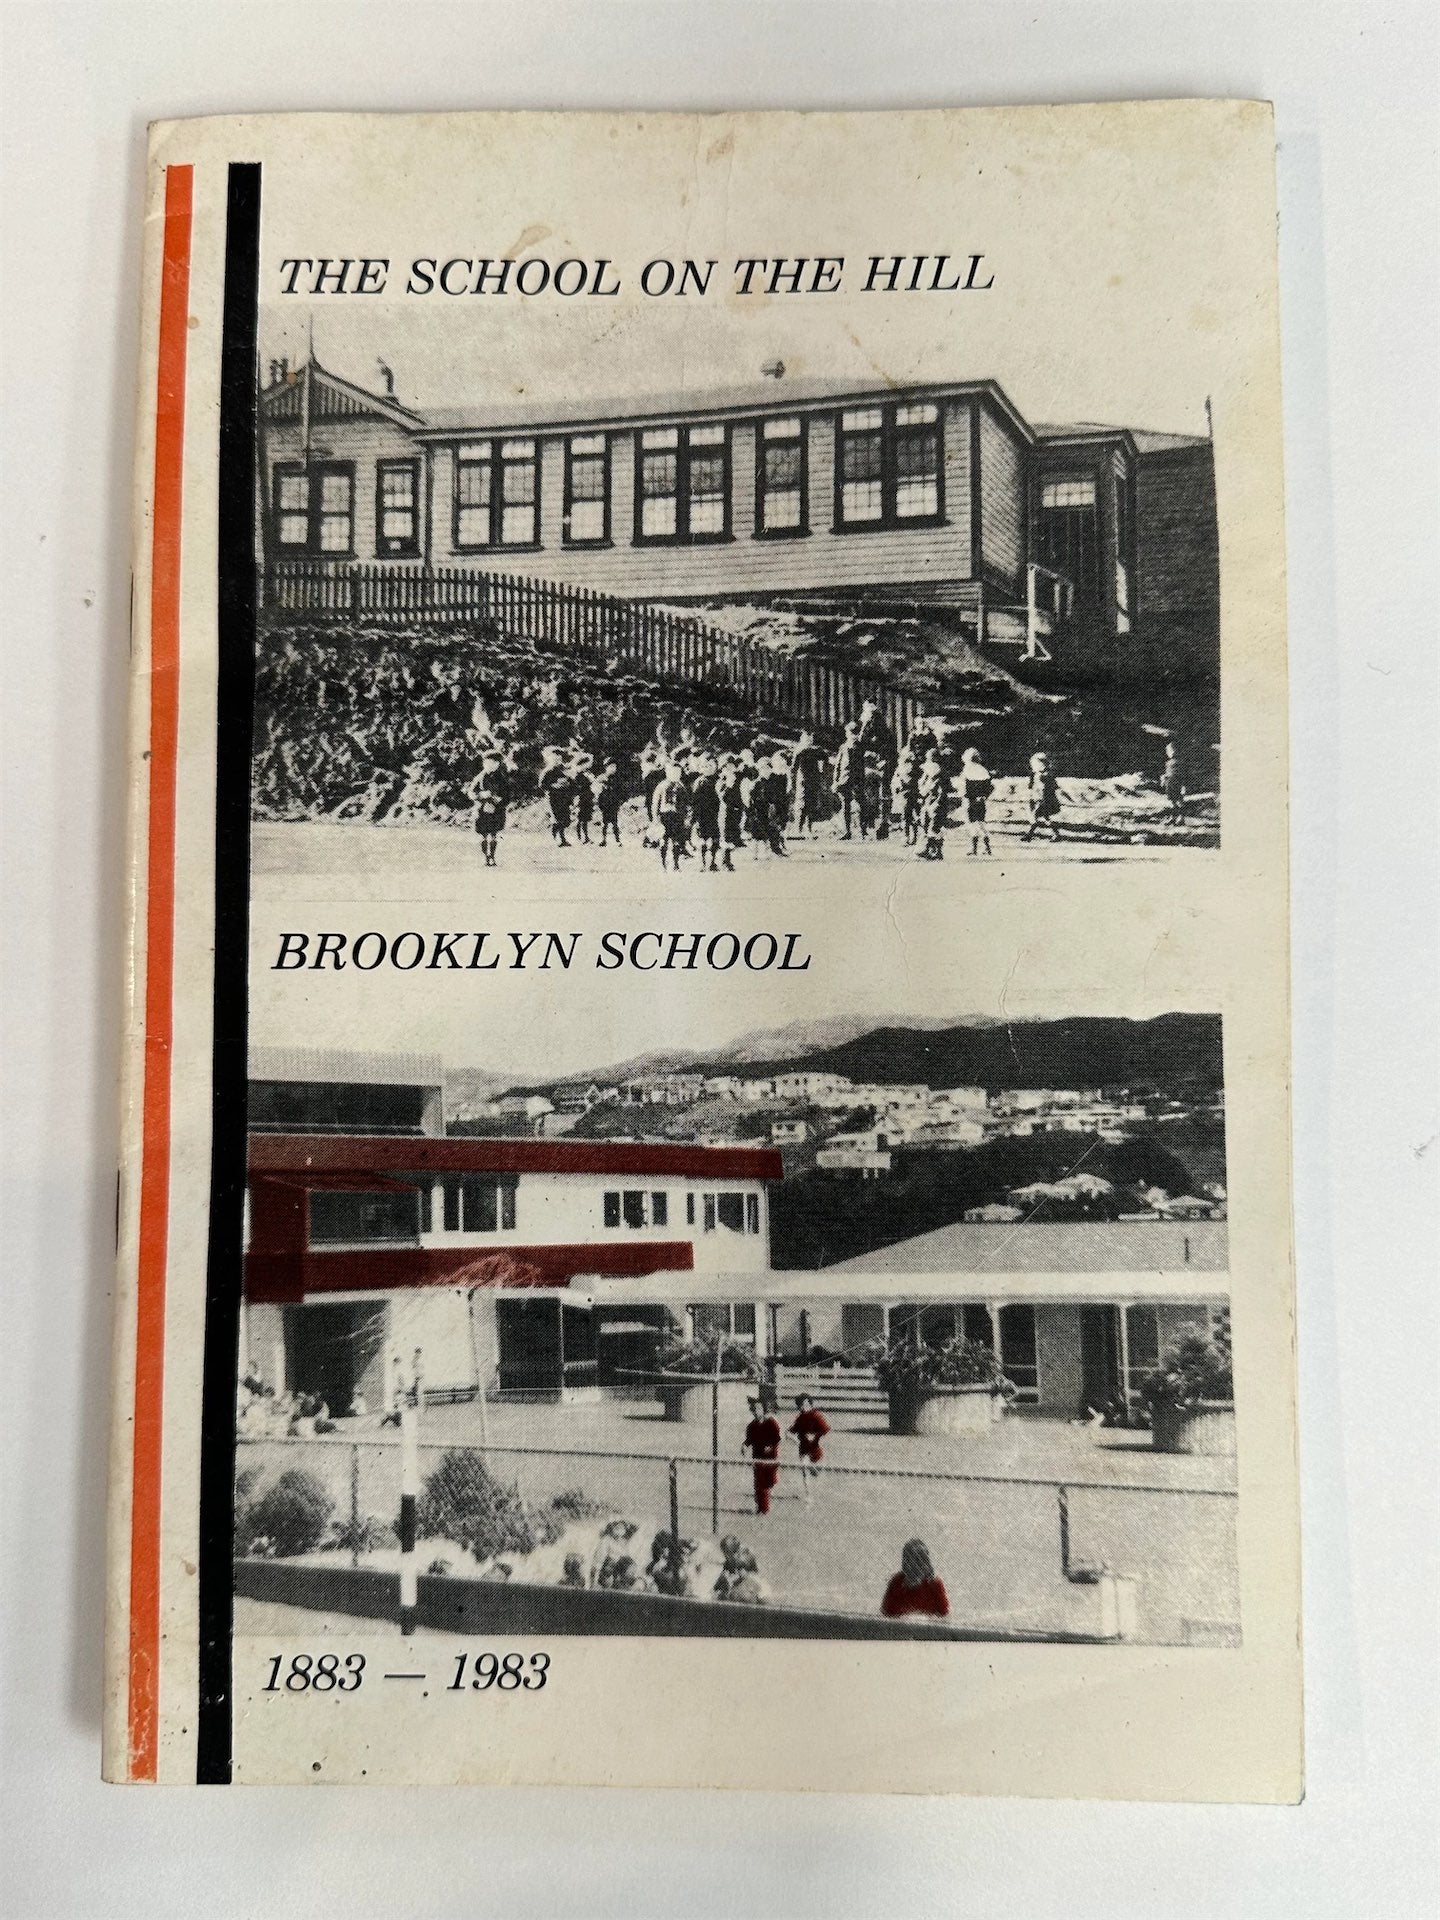 THE SCHOOL ON THE HILL
BROOKLYN SCHOOL
1883 — 1983